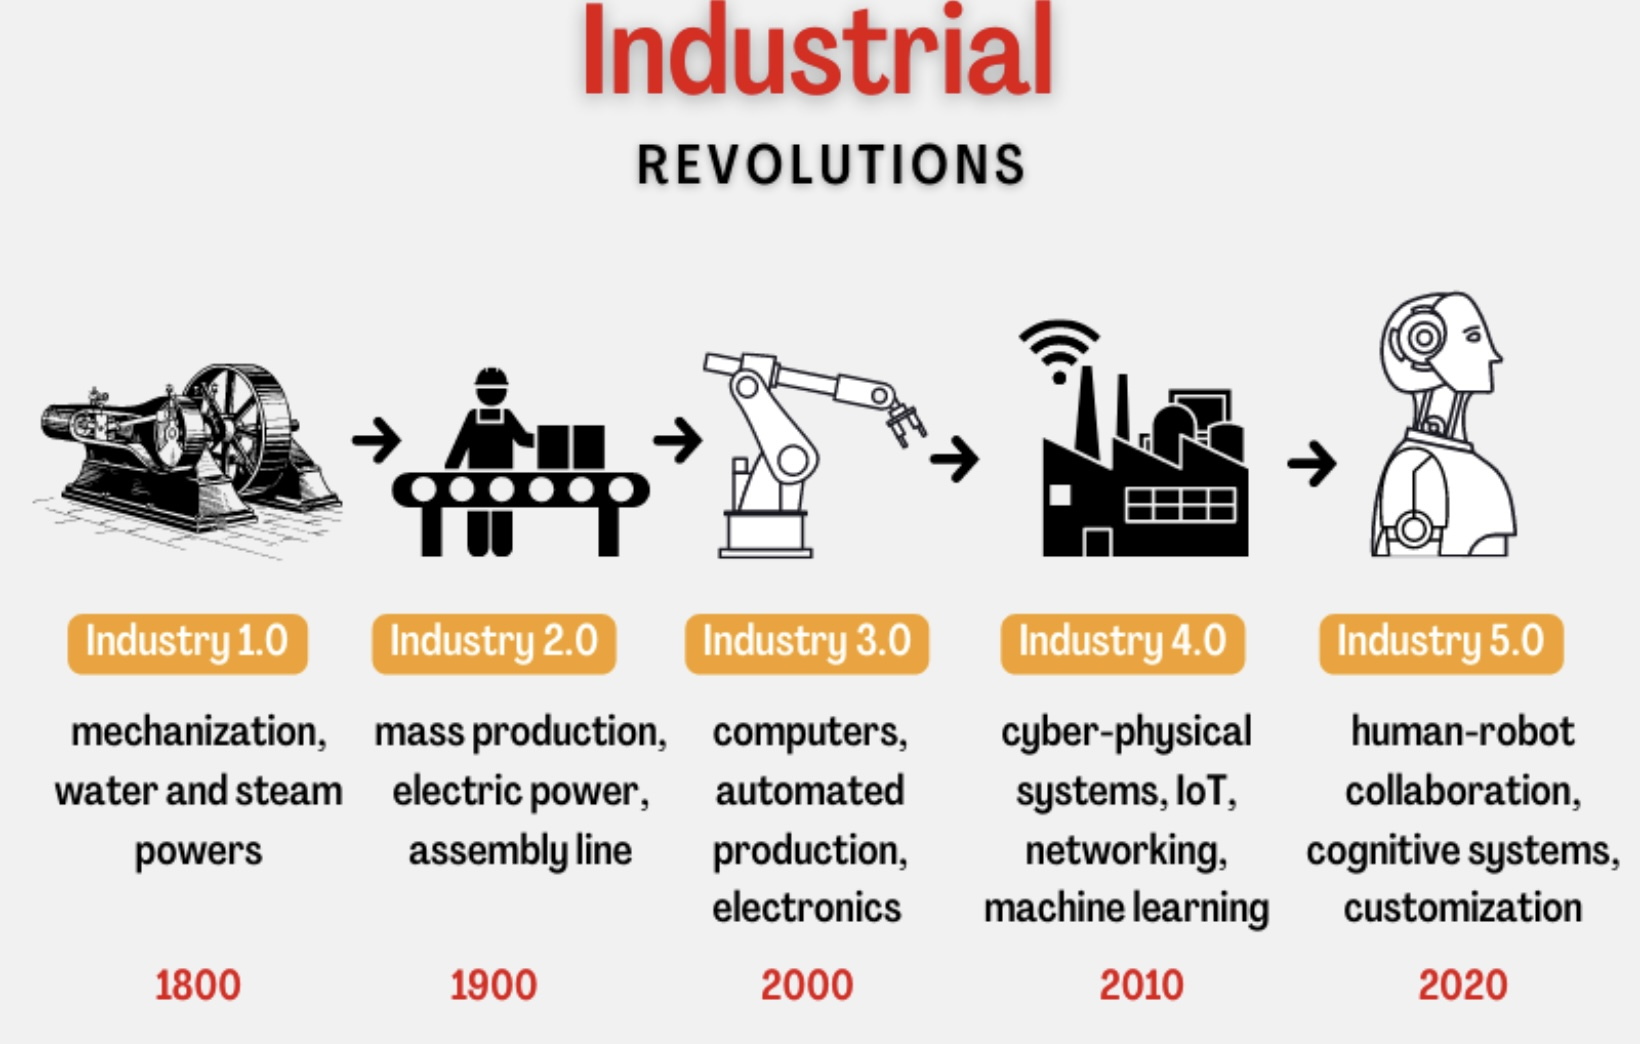 Industrial
REVOLUTIONS
Industry 1.0
mechanization,
water and steam
powers
1800
Industry 2.0
mass production,
electric power,
assembly line
1900
Industry 3.0
computers,
automated
production,
electronics
2000
Industry 4.0
cyber-physical
systems, IoT,
networking,
machine learning
2010
Industry 5.0
human-robot
collaboration,
cognitive systems,
customization
2020